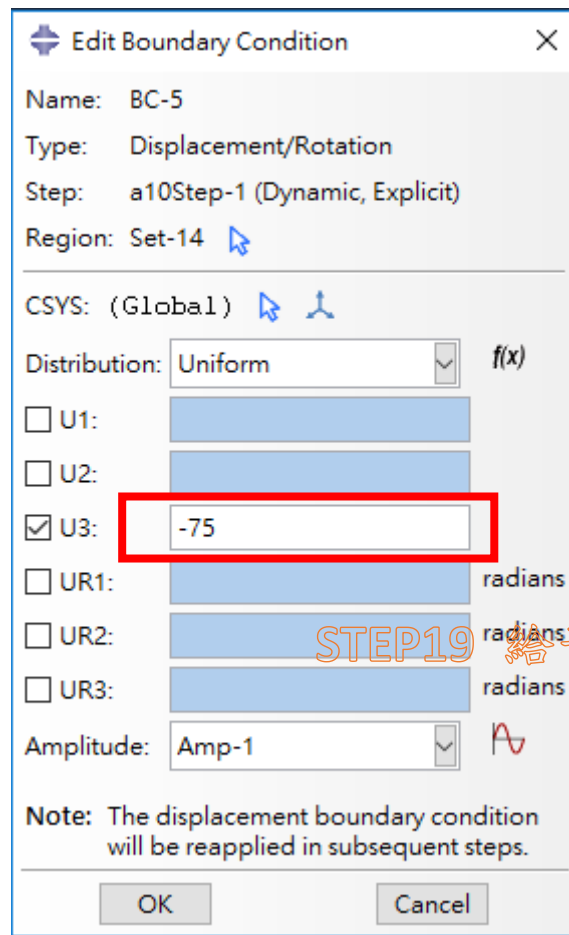 Edit Boundary Condition
Name: BC-5
Type: Displacement/Rotation
Step: a10Step-1 (Dynamic, Explicit)
Region: Set-14
CSYS: (Global)
Distribution: Uniform f(x)
U1:
U2:
U3: -75
UR1: radians
UR2: radians
STEP19 給
UR3: radians
Amplitude: Amp-1
Note: The displacement boundary condition
will be reapplied in subsequent steps.
OK Cancel